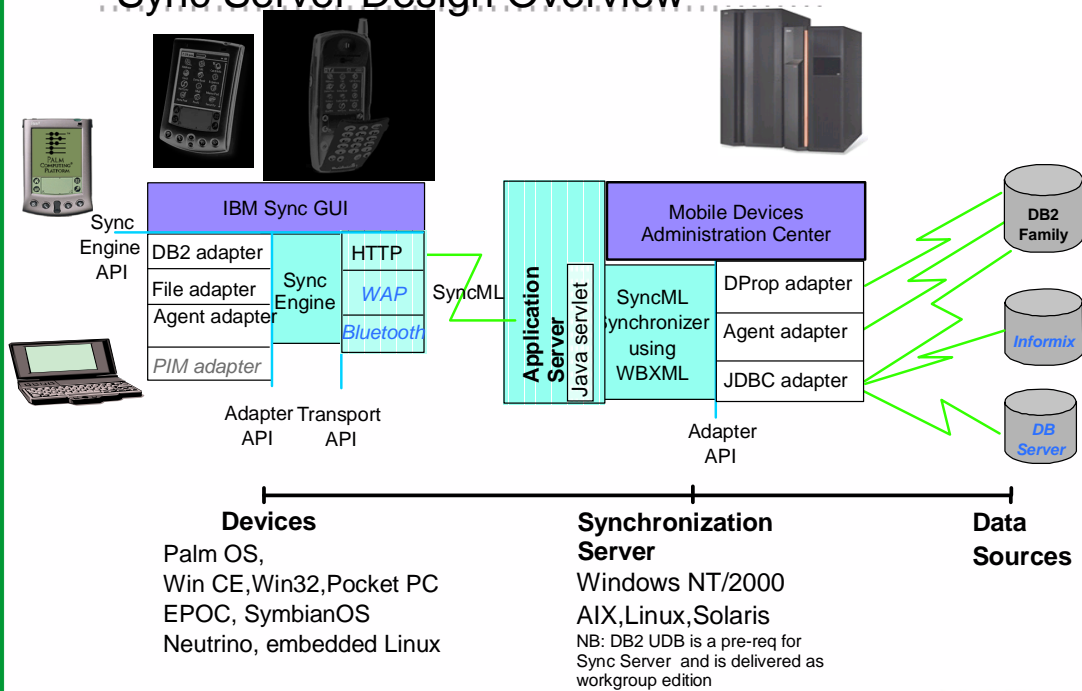 Sync Server Design Overview
PALM
COMPUTING
PLATFORM
IBM Sync GUI
Sync
Engine
API
DB2 adapter
File adapter
Agent adapter
PIM adapter
Sync
Engine
HTTP
WAP
Bluetooth
SyncML
Adapter
API
Transport
API
Application
Server
Java servlet
Mobile Devices
Administration Center
SyncML
Synchronizer
using
WBXML
DProp adapter
Agent adapter
JDBC adapter
Adapter
API
DB2
Family
Informix
DB
Server
Devices
Palm OS,
Win CE,Win32,Pocket PC
EPOC, SymbianOS
Neutrino, embedded Linux
Synchronization
Server
Windows NT/2000
AIX,Linux,Solaris
NB: DB2 UDB is a pre-req for
Sync Server and is delivered as
workgroup edition
Data
Sources